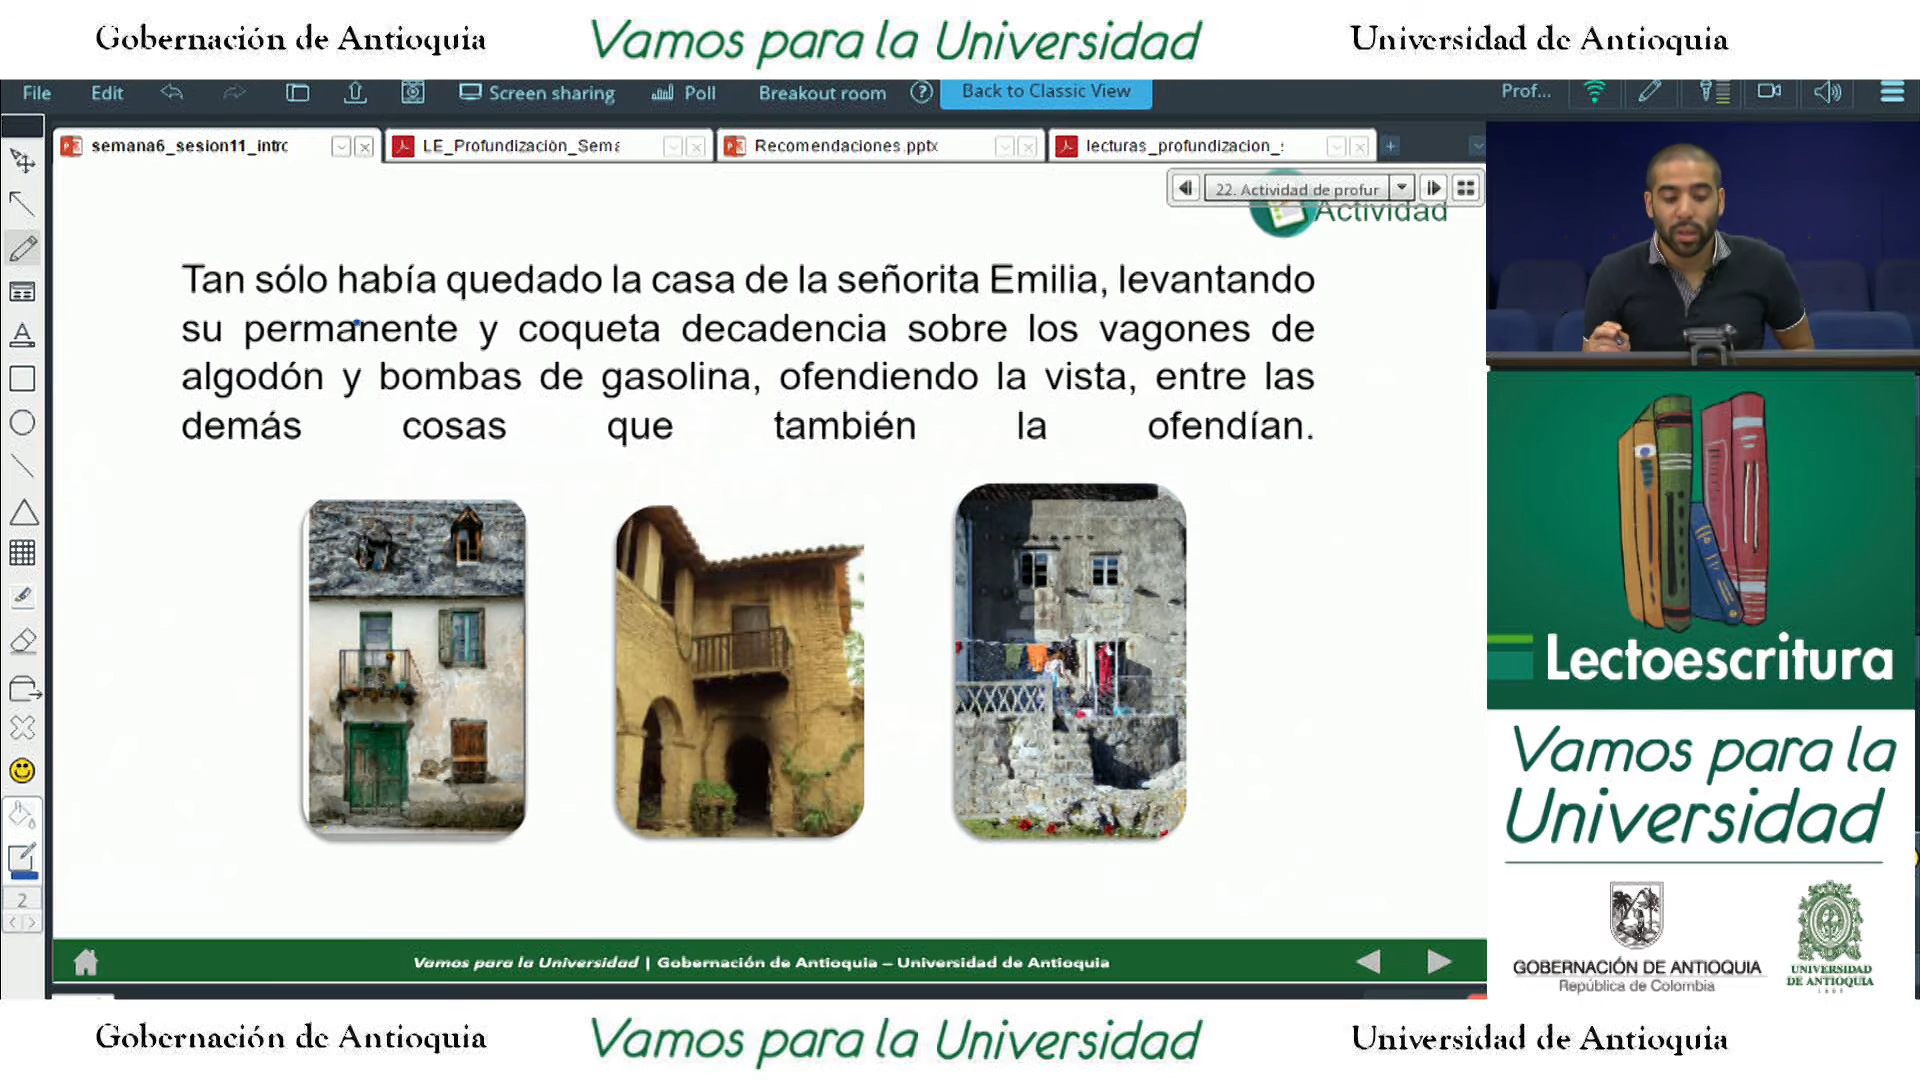 Gobernación de Antioquia
Vamos para la Universidad
Universidad de Antioquia
File Edit Screen sharing Poll Breakout room ? Back to Classic View Prof...
semana6_sesion11_intro
LE_Profundización_Sema
Recomendaciones.pptx
lecturas_profundizacion_s
22. Actividad de profur
Actividad
Tan sólo había quedado la casa de la señorita Emilia, levantando
su permanente y coqueta decadencia sobre los vagones de
algodón y bombas de gasolina, ofendiendo la vista, entre las
demás cosas que también la ofendían.
2
Vamos para la Universidad | Gobernación de Antioquia – Universidad de Antioquia
Lectoescritura
Vamos para la
Universidad
GOBERNACIÓN DE ANTIOQUIA
República de Colombia
UNIVERSIDAD
DE ANTIOQUIA
Gobernación de Antioquia
Vamos para la Universidad
Universidad de Antioquia